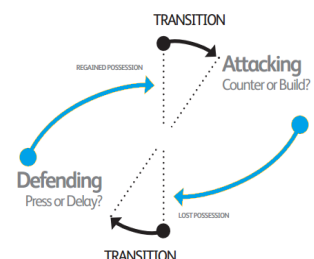 TRANSITION
REGAINED POSSESSION
Attacking
Counter or Build?
Defending
Press or Delay?
LOST POSSESSION
TRANSITION